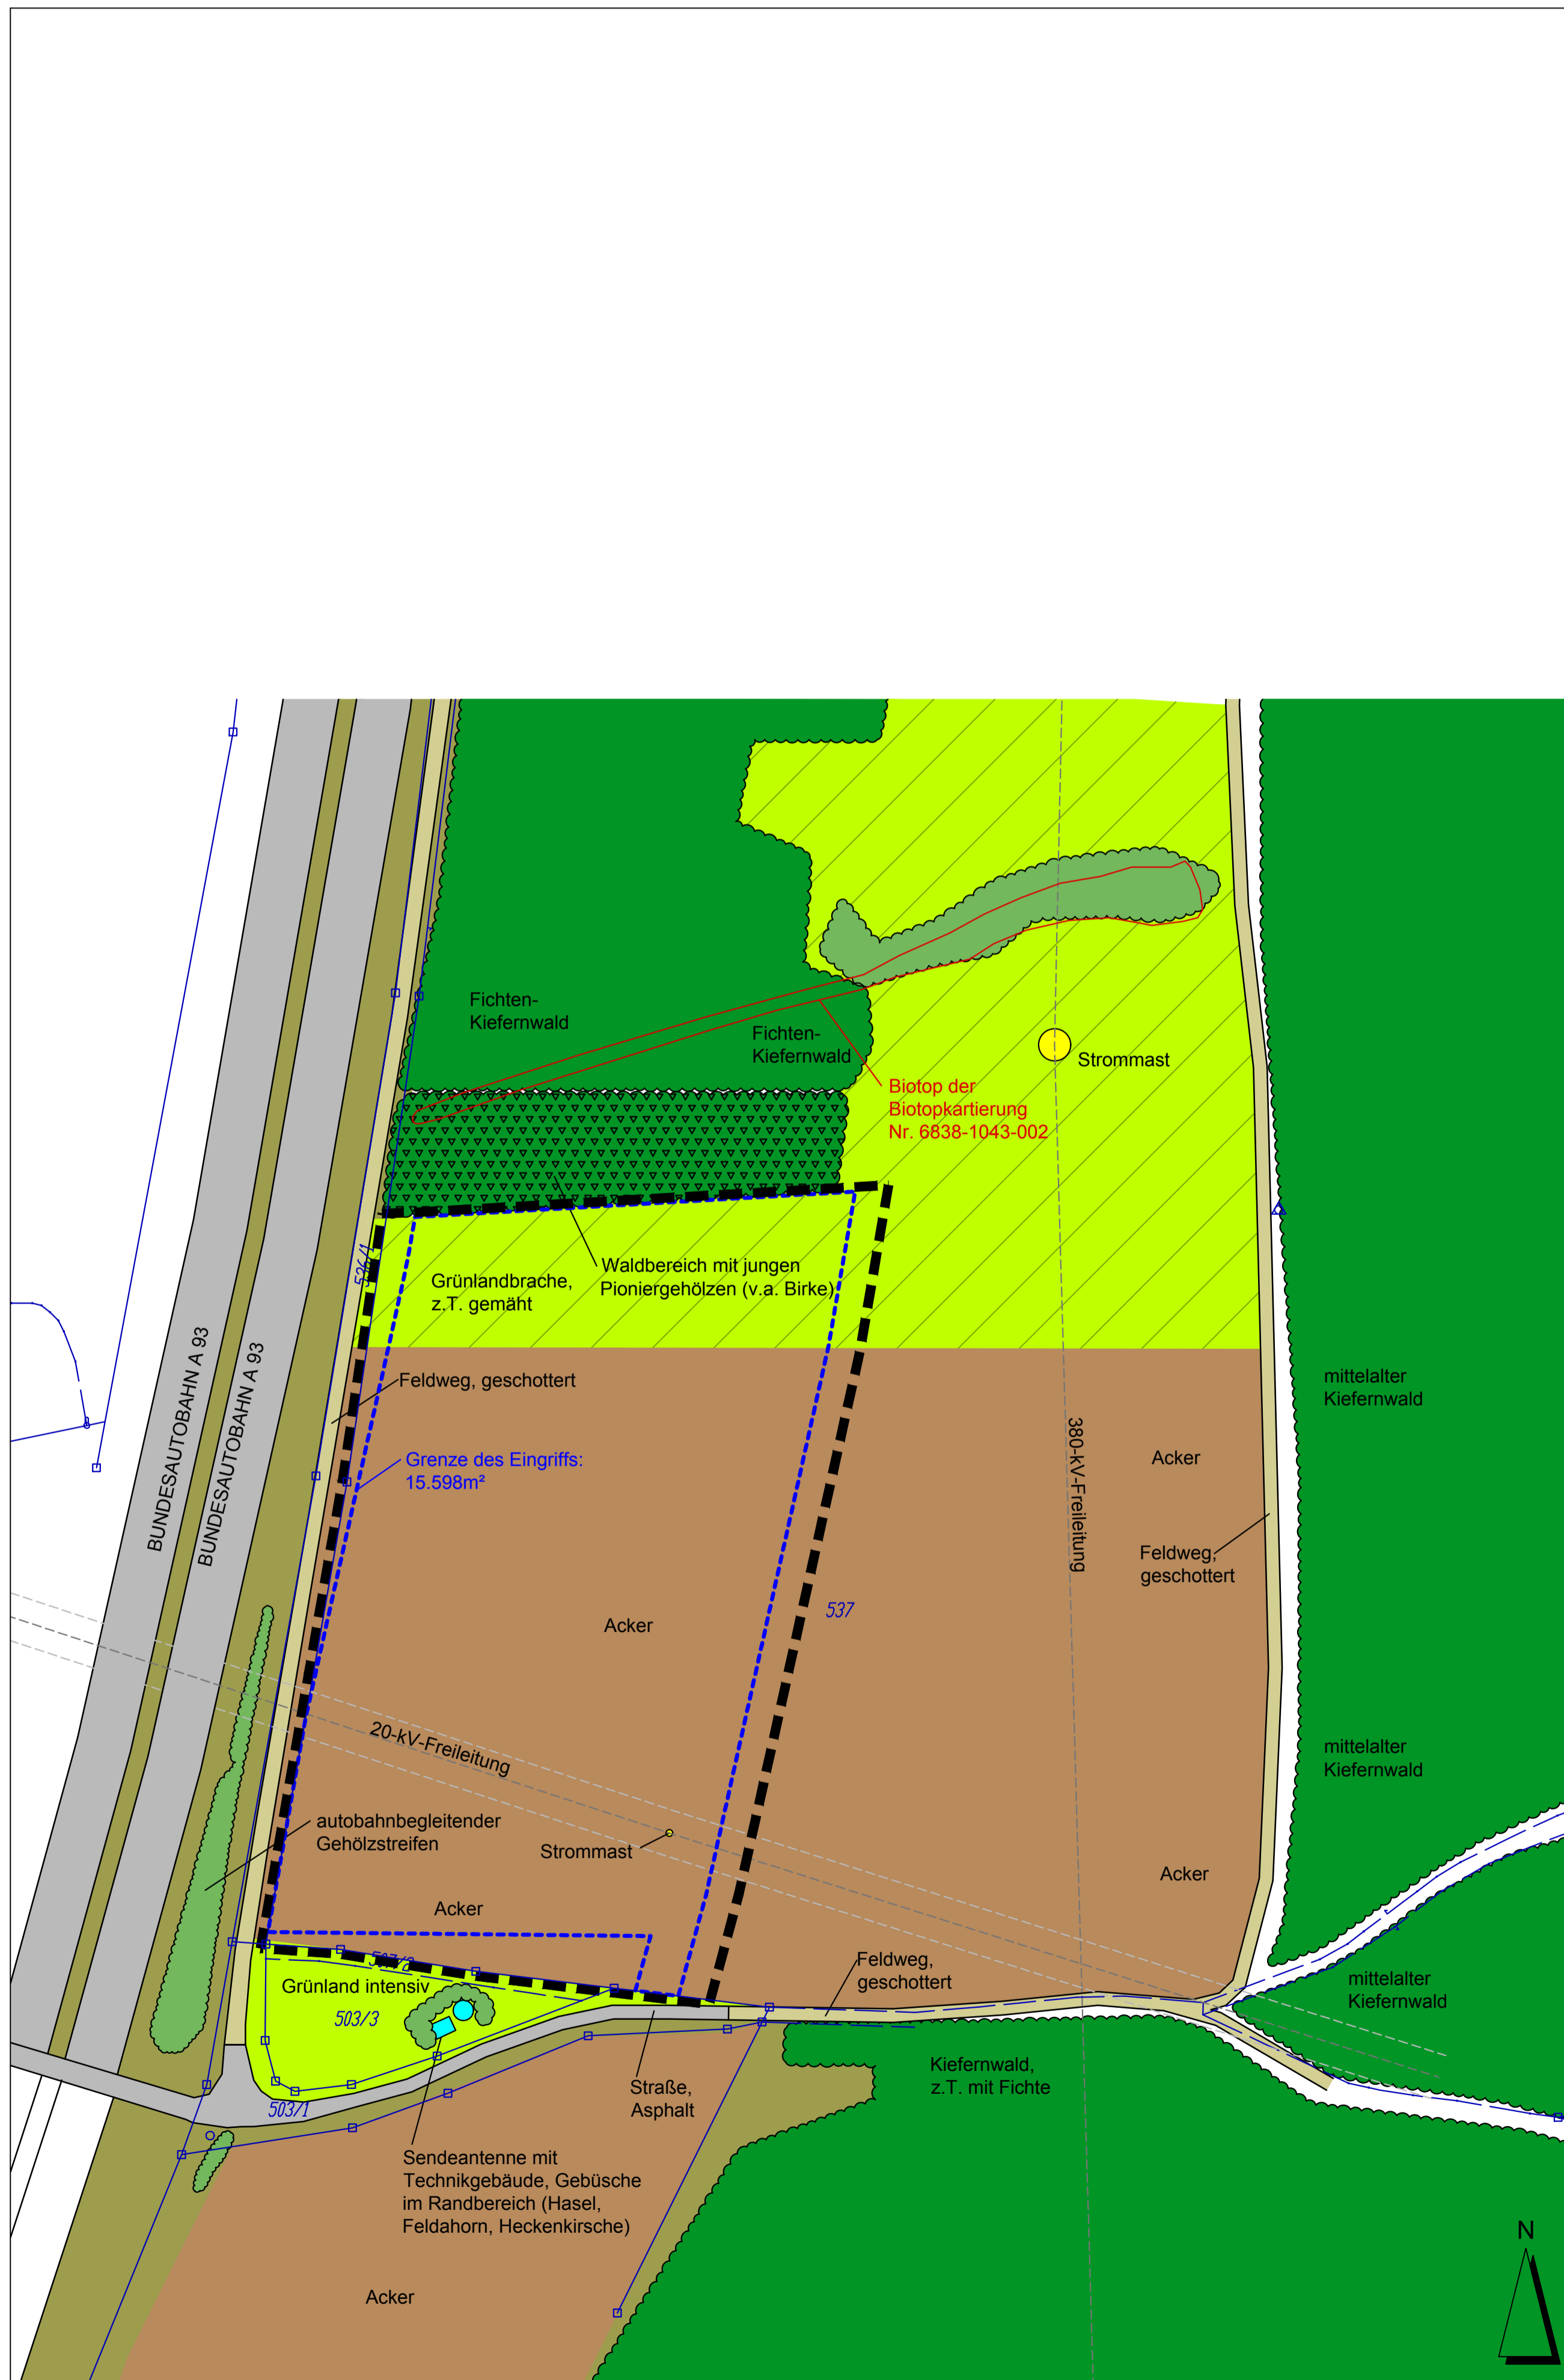 Fichten-
Kiefernwald
Fichten-
Kiefernwald
Strommast
Biotop der
Biotopkartierung
Nr. 6838-1043-002
536/1
Waldbereich mit jungen
Pioniergehölzen (v.a. Birke)
Grünlandbrache,
z.T. gemäht
BUNDESAUTOBAHN A 93
BUNDESAUTOBAHN A 93
Feldweg, geschottert
mittelalter
Kiefernwald
Grenze des Eingriffs:
15.598m²
Acker
380-kV-Freileitung
Feldweg,
geschottert
537
Acker
20-kV-Freileitung
mittelalter
Kiefernwald
autobahnbegleitender
Gehölzstreifen
Strommast
Acker
Acker
Feldweg,
geschottert
Grünland intensiv
503/3
mittelalter
Kiefernwald
Kiefernwald,
z.T. mit Fichte
Straße,
Asphalt
503/1
Sendeantenne mit
Technikgebäude, Gebüsche
im Randbereich (Hasel,
Feldahorn, Heckenkirsche)
N
Acker